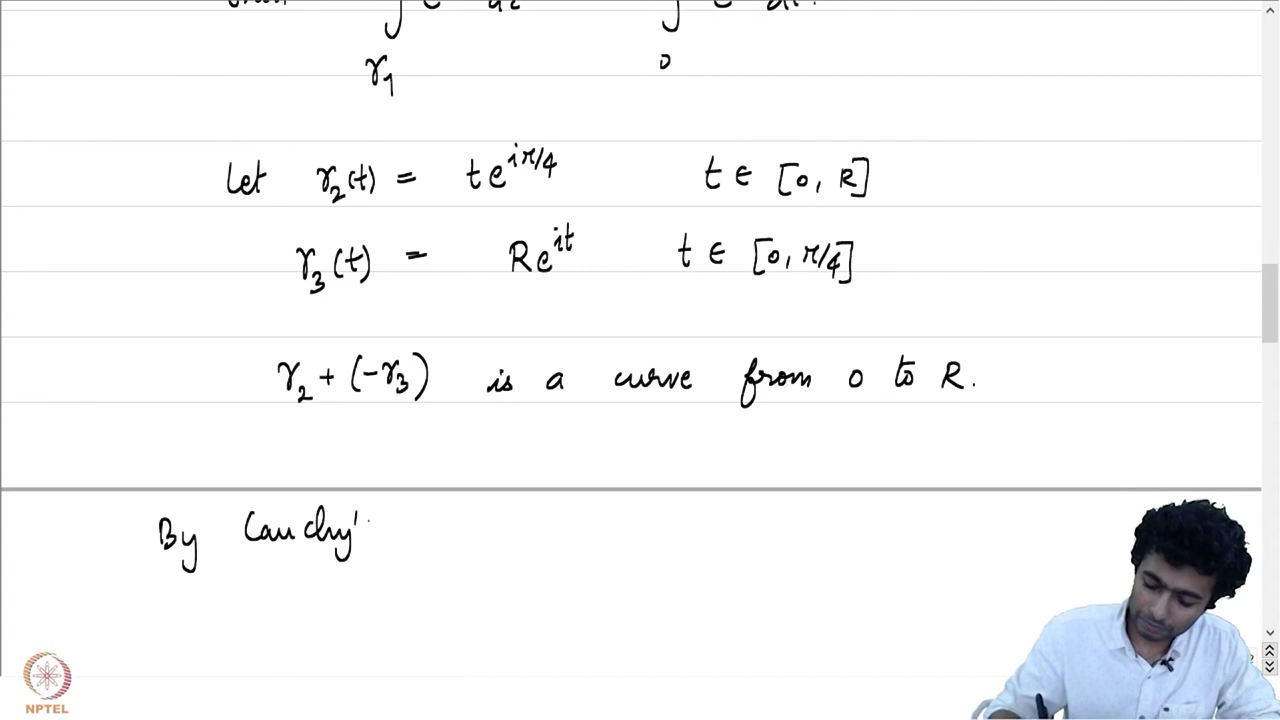 γ₁ 0
Let γ₂(t) = te^{iπ/4} t ∈ [0, R]
γ₃(t) = Re^{it} t ∈ [0, π/4]
γ₂ + (-γ₃) is a curve from 0 to R.
By Cauchy'
NPTEL